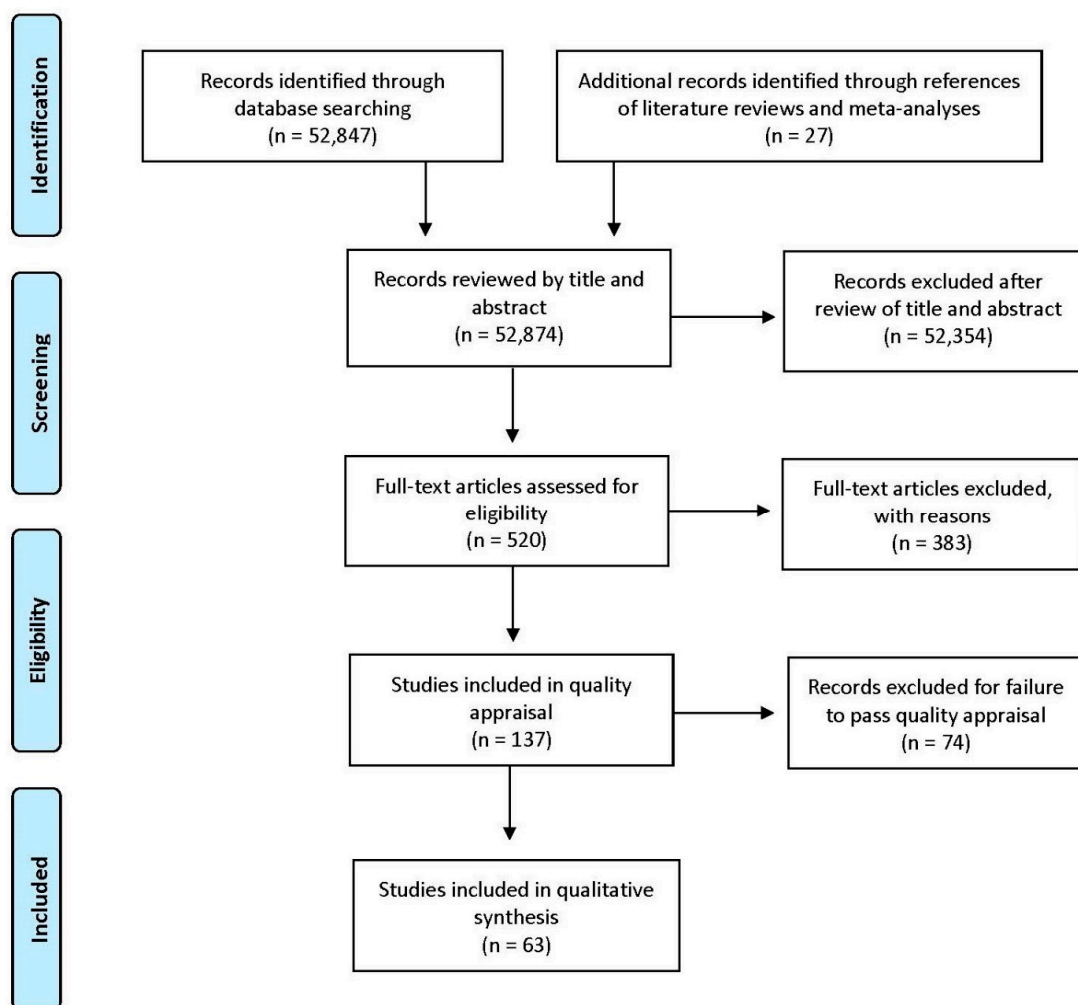 Identification
Records identified through
database searching
(n = 52,847)
Additional records identified through references
of literature reviews and meta-analyses
(n = 27)
Screening
Records reviewed by title and
abstract
(n = 52,874)
Records excluded after
review of title and abstract
(n = 52,354)
Full-text articles assessed for
eligibility
(n = 520)
Full-text articles excluded,
with reasons
(n = 383)
Eligibility
Studies included in quality
appraisal
(n = 137)
Records excluded for failure
to pass quality appraisal
(n = 74)
Included
Studies included in qualitative
synthesis
(n = 63)